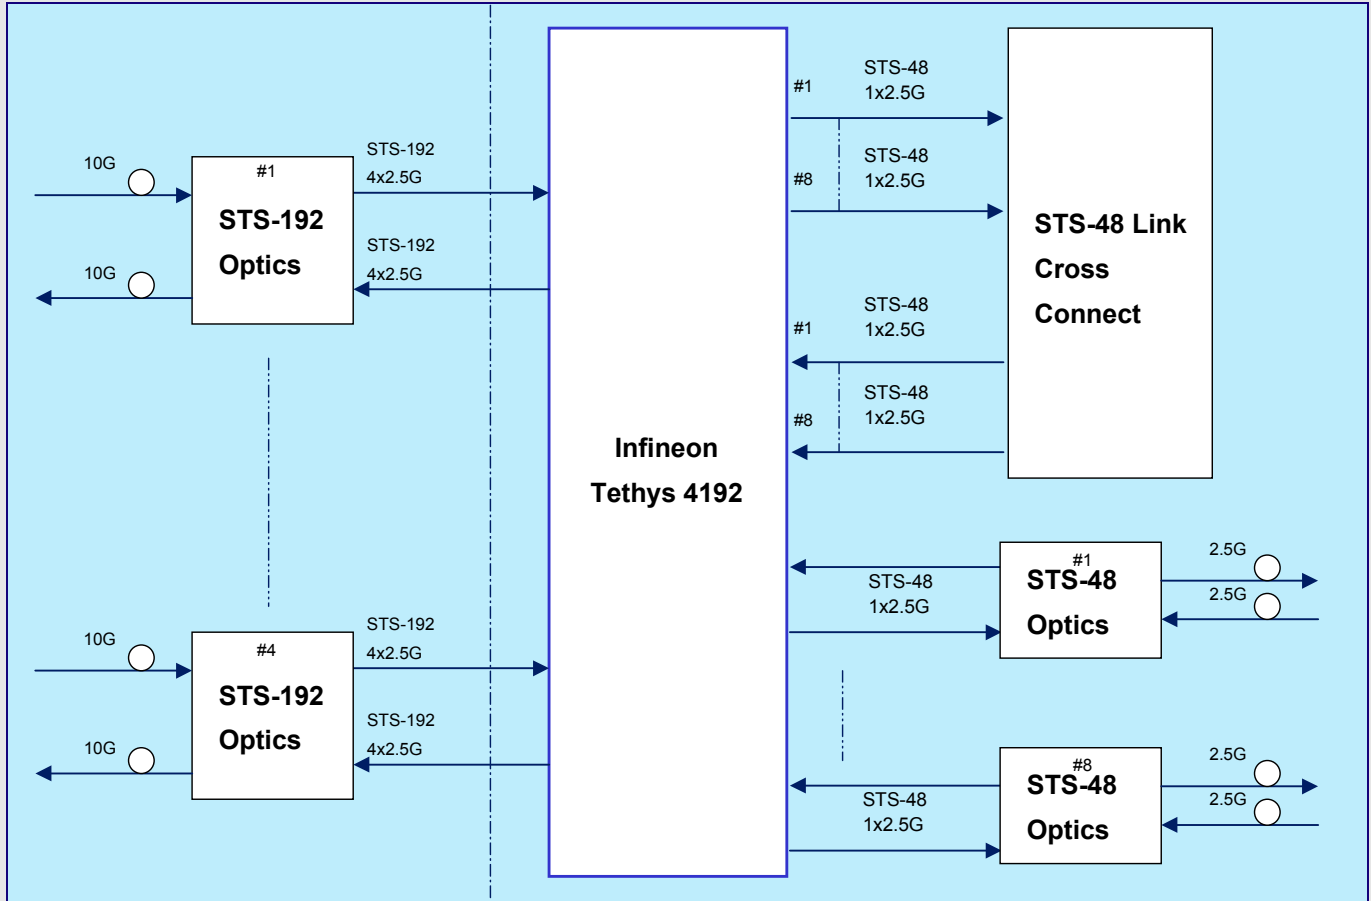 10G
#1
STS-192
Optics
10G
STS-192
4x2.5G
STS-192
4x2.5G
10G
#4
STS-192
Optics
10G
STS-192
4x2.5G
STS-192
4x2.5G
Infineon
Tethys 4192
#1
STS-48
1x2.5G
#8
STS-48
1x2.5G
#1
STS-48
1x2.5G
#8
STS-48
1x2.5G
STS-48 Link
Cross
Connect
STS-48
1x2.5G
#1
STS-48
Optics
2.5G
2.5G
STS-48
1x2.5G
#8
STS-48
Optics
2.5G
2.5G